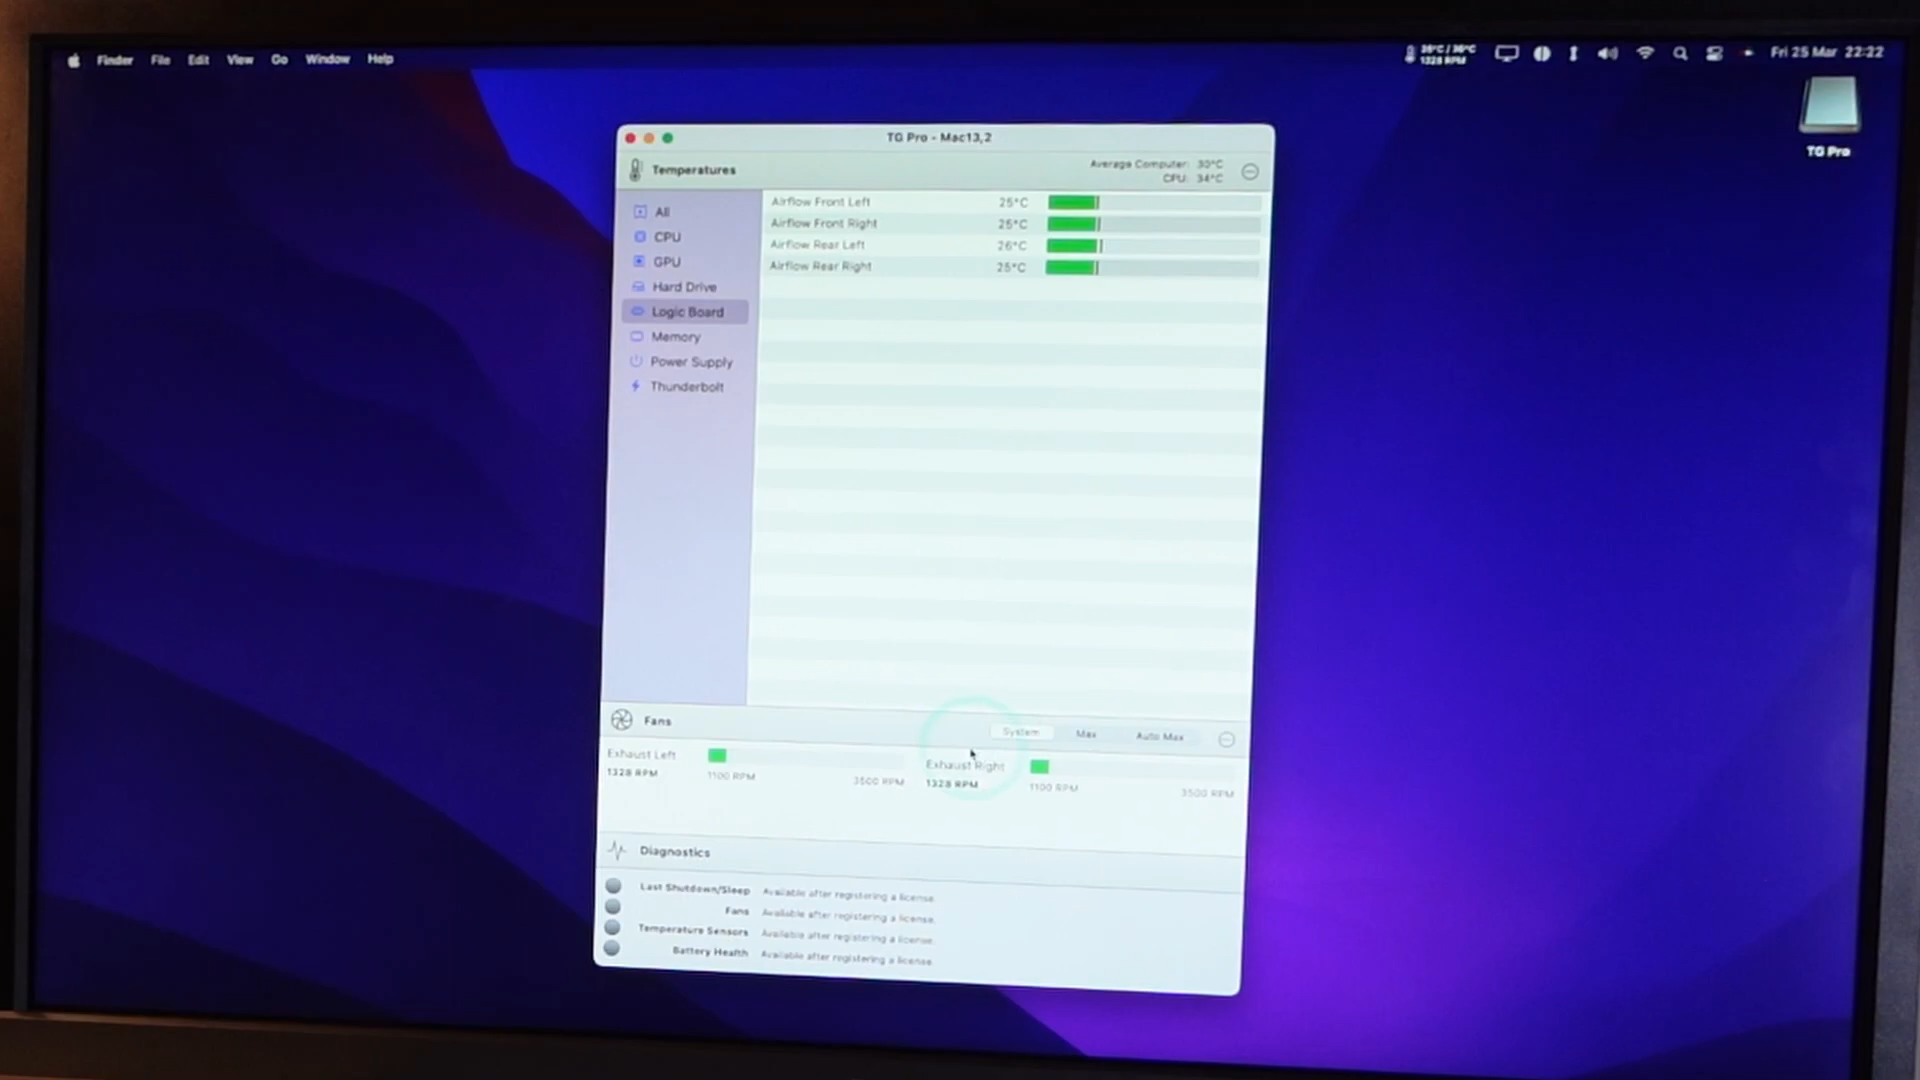 Finder File Edit View Go Window Help
1328 RPM
Fri 25 Mar 22:22
TG Pro
TG Pro - Mac13,2
Temperatures
Average Computer: 30°C
CPU: 34°C
All
CPU
GPU
Hard Drive
Logic Board
Memory
Power Supply
Thunderbolt
Airflow Front Left 25°C
Airflow Front Right 25°C
Airflow Rear Left 26°C
Airflow Rear Right 25°C
Fans System Max Auto Max
Exhaust Left
1328 RPM 1100 RPM 3500 RPM
Exhaust Right
1328 RPM 1100 RPM 3500 RPM
Diagnostics
Last Shutdown/Sleep Available after registering a license.
Fans Available after registering a license.
Temperature Sensors Available after registering a license.
Battery Health Available after registering a license.